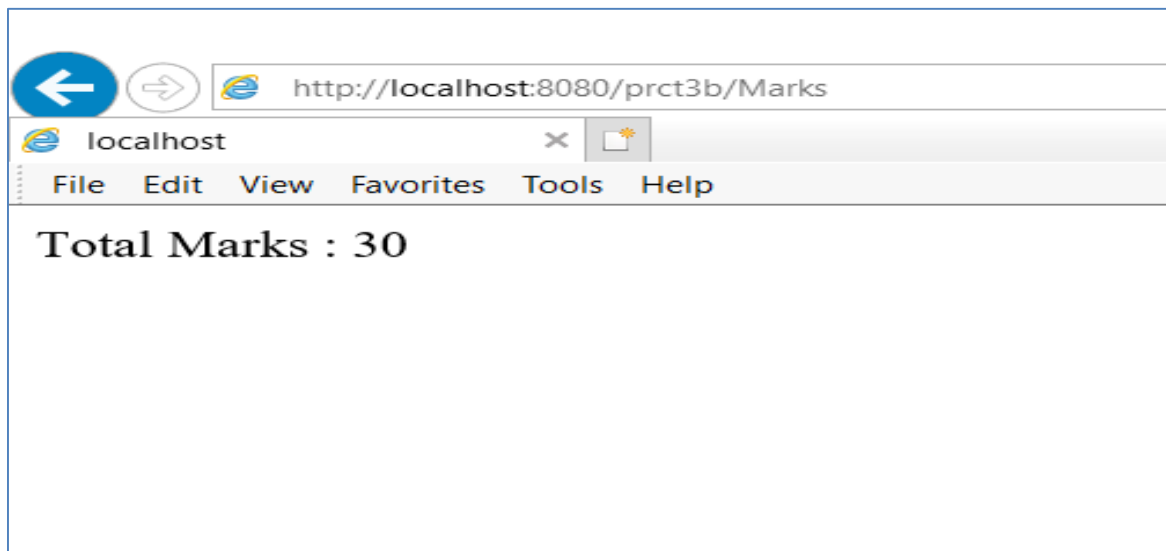 http://localhost:8080/prct3b/Marks
localhost
File Edit View Favorites Tools Help
Total Marks : 30